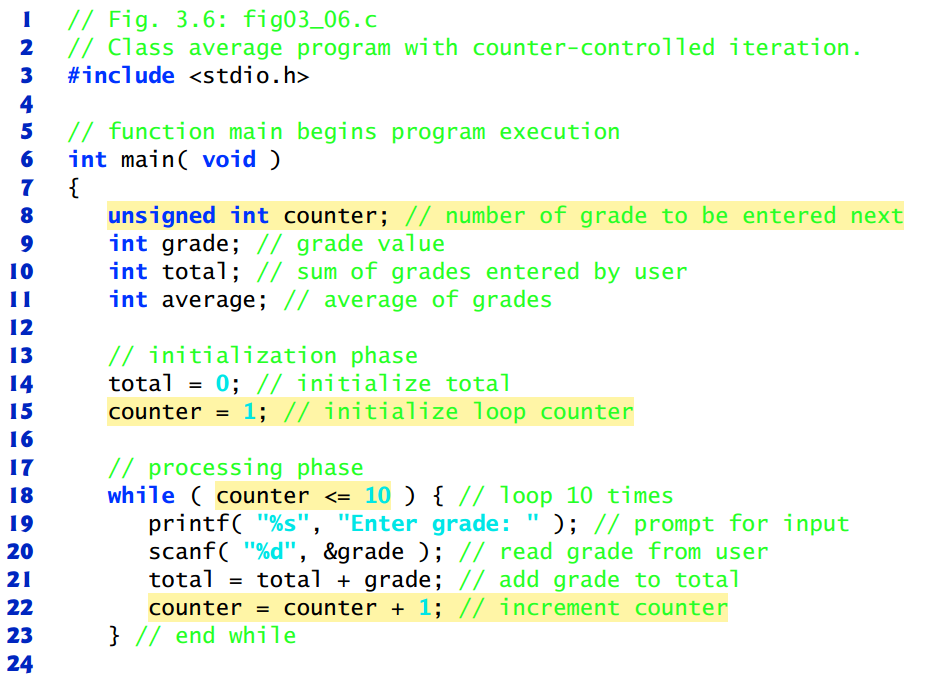 1 // Fig. 3.6: fig03_06.c
2 // Class average program with counter-controlled iteration.
3 #include <stdio.h>
4
5 // function main begins program execution
6 int main( void )
7 {
8 unsigned int counter; // number of grade to be entered next
9 int grade; // grade value
10 int total; // sum of grades entered by user
11 int average; // average of grades
12
13 // initialization phase
14 total = 0; // initialize total
15 counter = 1; // initialize loop counter
16
17 // processing phase
18 while ( counter <= 10 ) { // loop 10 times
19 printf( "%s", "Enter grade: " ); // prompt for input
20 scanf( "%d", &grade ); // read grade from user
21 total = total + grade; // add grade to total
22 counter = counter + 1; // increment counter
23 } // end while
24